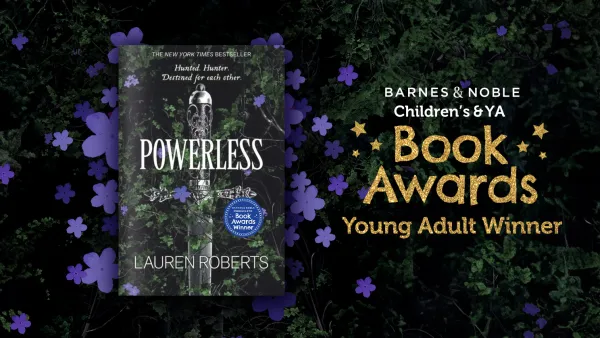 THE NEW YORK TIMES BESTSELLER
Hunted. Hunter.
Destined for each other.
POWERLESS
Book
Awards
Winner
LAUREN ROBERTS
BARNES & NOBLE
Children's & YA
Book
Awards
Young Adult Winner